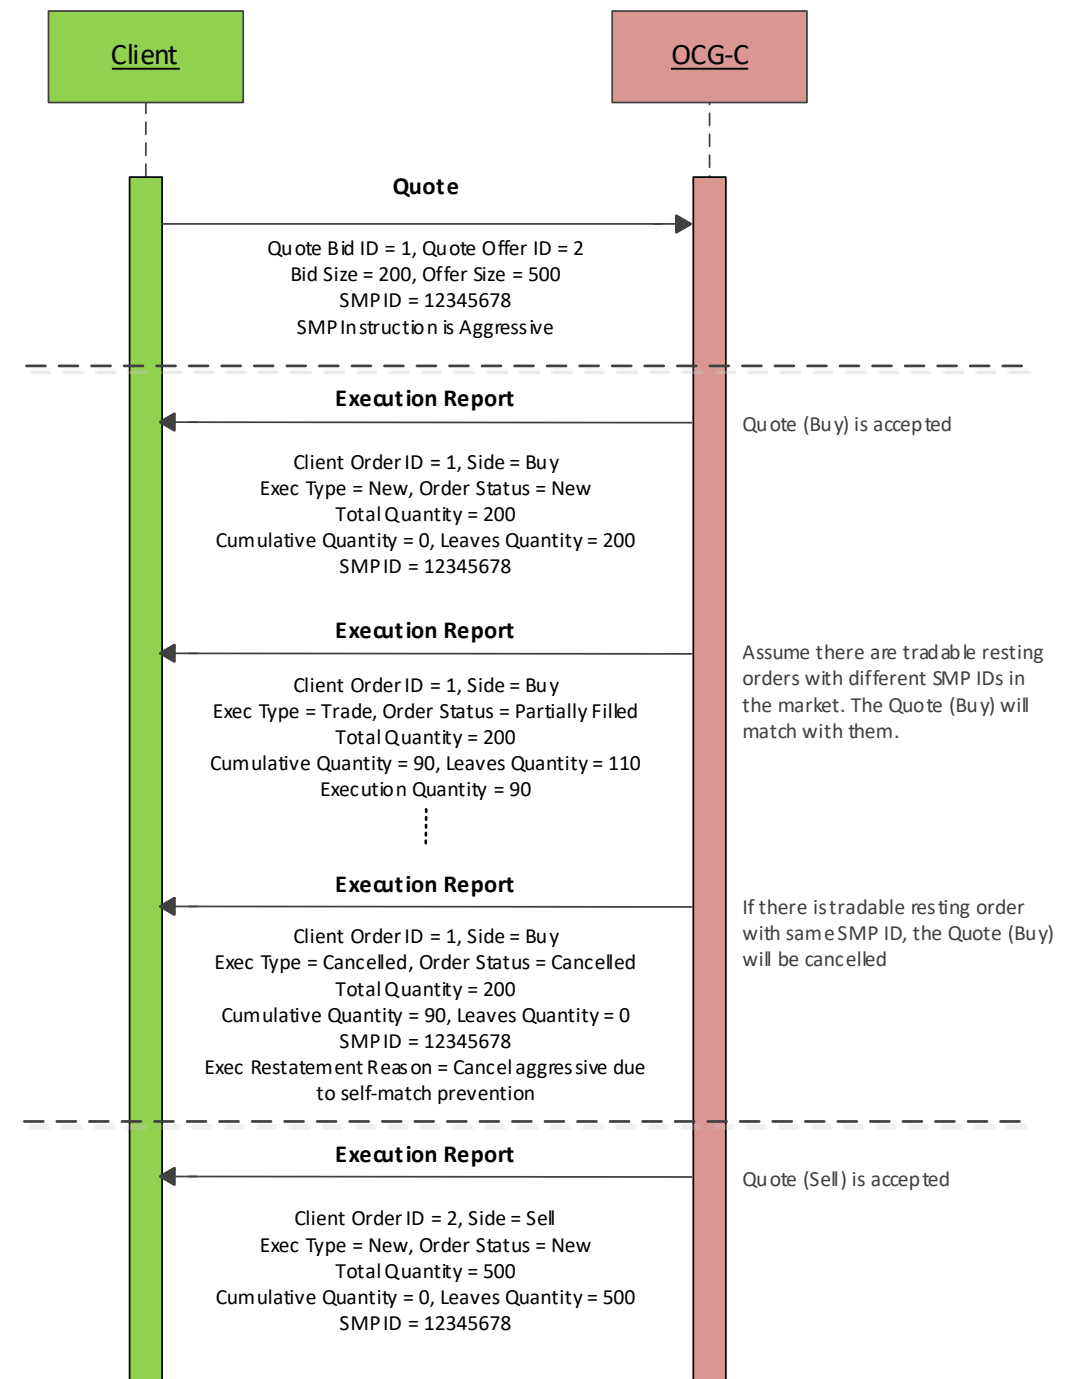 Client
OCG-C
Quote
Quote Bid ID = 1, Quote Offer ID = 2
Bid Size = 200, Offer Size = 500
SMP ID = 12345678
SMP Instruction is Aggressive
Execution Report
Quote (Buy) is accepted
Client Order ID = 1, Side = Buy
Exec Type = New, Order Status = New
Total Quantity = 200
Cumulative Quantity = 0, Leaves Quantity = 200
SMP ID = 12345678
Execution Report
Assume there are tradable resting
orders with different SMP IDs in
the market. The Quote (Buy) will
match with them.
Client Order ID = 1, Side = Buy
Exec Type = Trade, Order Status = Partially Filled
Total Quantity = 200
Cumulative Quantity = 90, Leaves Quantity = 110
Execution Quantity = 90
Execution Report
If there is tradable resting order
with same SMP ID, the Quote (Buy)
will be cancelled
Client Order ID = 1, Side = Buy
Exec Type = Cancelled, Order Status = Cancelled
Total Quantity = 200
Cumulative Quantity = 90, Leaves Quantity = 0
SMP ID = 12345678
Exec Restatement Reason = Cancel aggressive due
to self-match prevention
Execution Report
Quote (Sell) is accepted
Client Order ID = 2, Side = Sell
Exec Type = New, Order Status = New
Total Quantity = 500
Cumulative Quantity = 0, Leaves Quantity = 500
SMP ID = 12345678